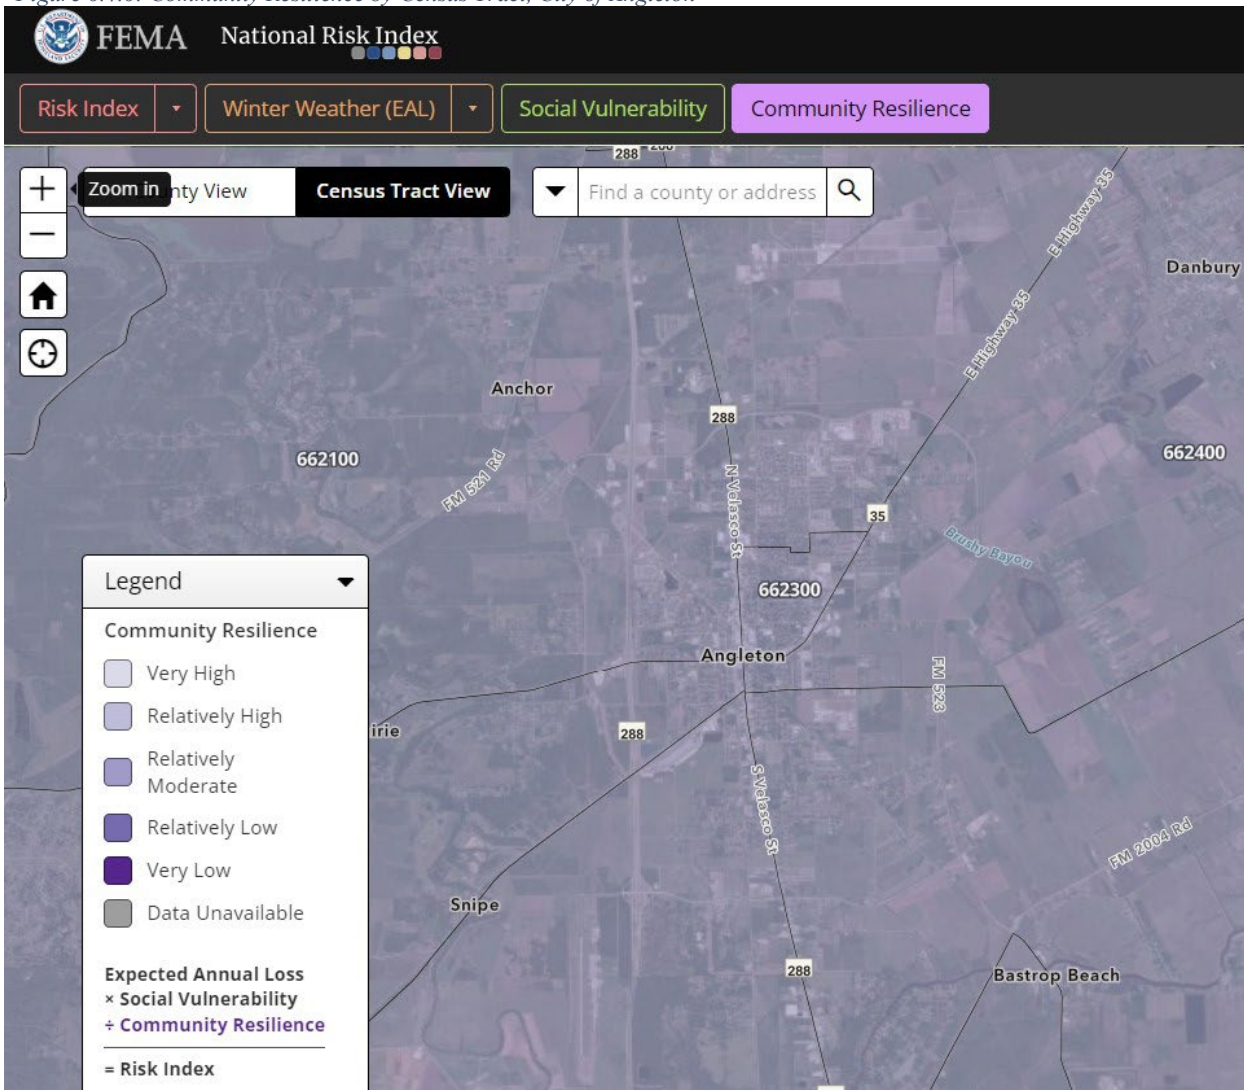 FEMA
National Risk Index
Risk Index
Winter Weather (EAL)
Social Vulnerability
Community Resilience
288
Zoom in
nty View
Census Tract View
Find a county or address
E Highway 35
Danbury
E Highway 35
Anchor
288
662100
662400
FM 521 Rd
N Velasco St
35
Brushy Bayou
662300
Angleton
FM 523
irie
288
S Velasco St
FM 2004 Rd
Snipe
288
Bastrop Beach
Legend
Community Resilience
Very High
Relatively High
Relatively
Moderate
Relatively Low
Very Low
Data Unavailable
Expected Annual Loss
× Social Vulnerability
÷ Community Resilience
= Risk Index